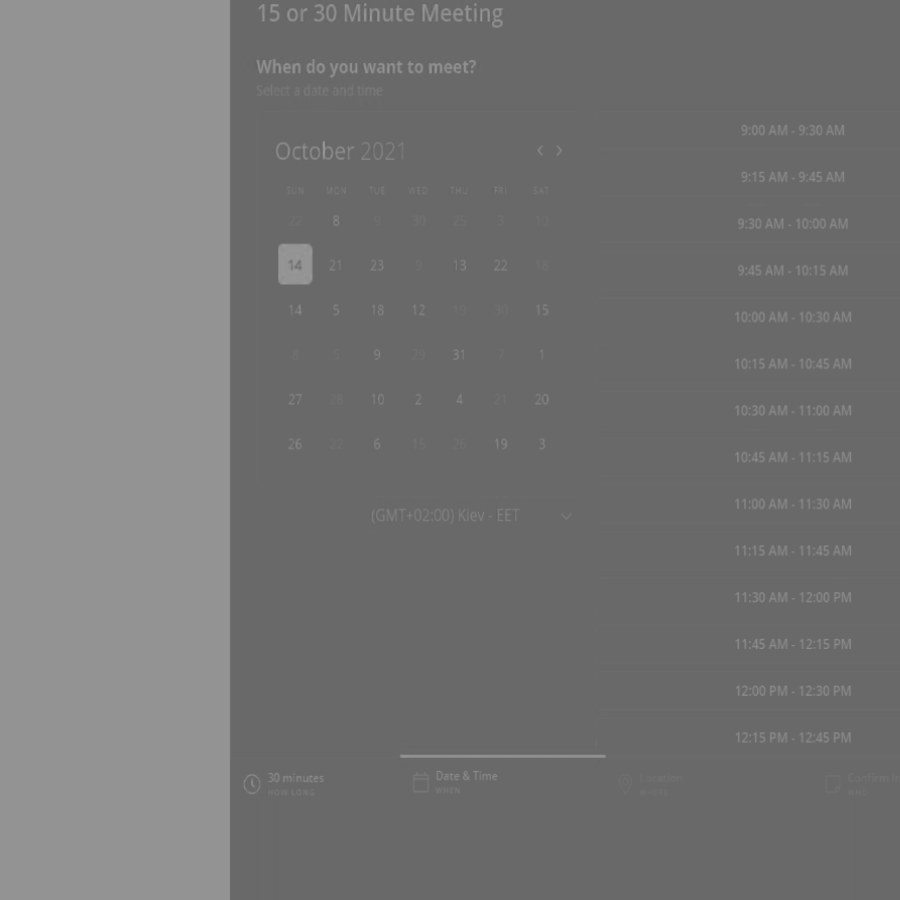 15 or 30 Minute Meeting
When do you want to meet?
Select a date and time
October 2021
SUN MON TUE WED THU FRI SAT
22 8 9 30 25 3 10
14 21 23 9 13 22 18
14 5 18 12 19 30 15
8 5 9 29 31 7 1
27 28 10 2 4 21 20
26 22 6 15 26 19 3
(GMT+02:00) Kiev - EET
9:00 AM - 9:30 AM
9:15 AM - 9:45 AM
9:30 AM - 10:00 AM
9:45 AM - 10:15 AM
10:00 AM - 10:30 AM
10:15 AM - 10:45 AM
10:30 AM - 11:00 AM
10:45 AM - 11:15 AM
11:00 AM - 11:30 AM
11:15 AM - 11:45 AM
11:30 AM - 12:00 PM
11:45 AM - 12:15 PM
12:00 PM - 12:30 PM
12:15 PM - 12:45 PM
30 minutes
HOW LONG
Date & Time
WHEN
Location
Confirm